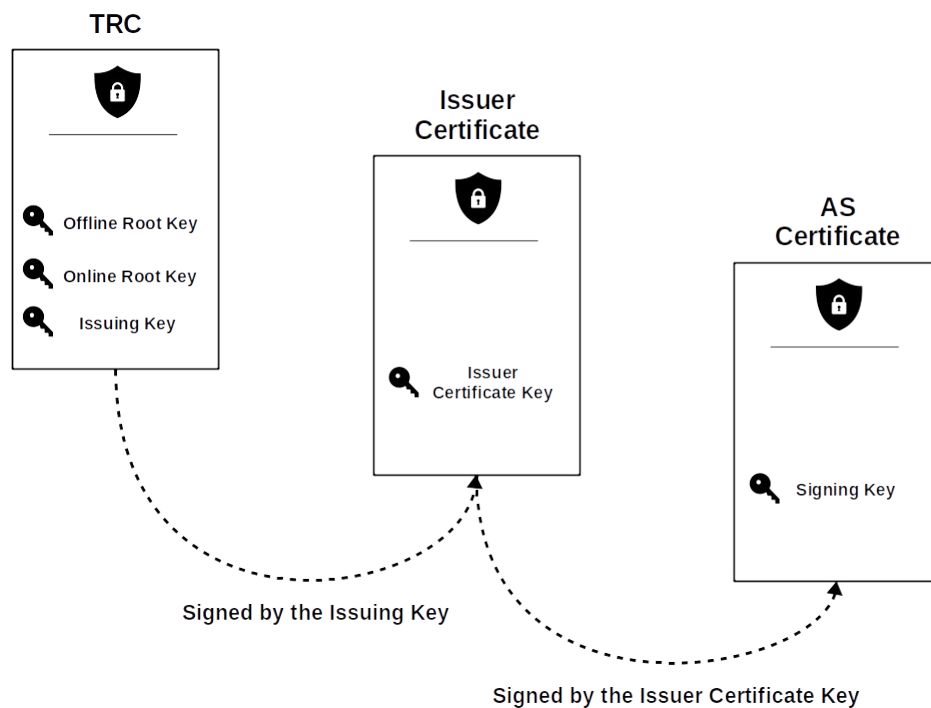 TRC
Offline Root Key
Online Root Key
Issuing Key
Issuer
Certificate
Issuer
Certificate Key
AS
Certificate
Signing Key
Signed by the Issuing Key
Signed by the Issuer Certificate Key